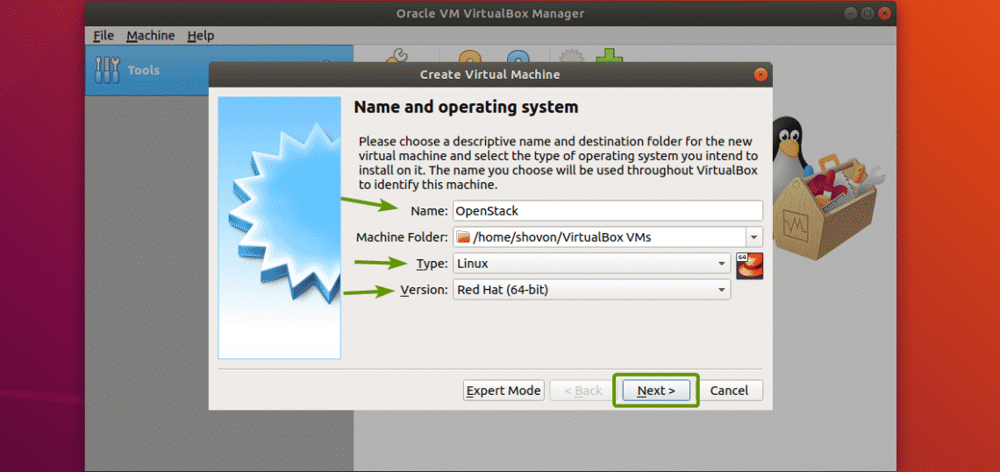 Oracle VM VirtualBox Manager
File Machine Help
Tools
Create Virtual Machine
Name and operating system
Please choose a descriptive name and destination folder for the new
virtual machine and select the type of operating system you intend to
install on it. The name you choose will be used throughout VirtualBox
to identify this machine.
Name: OpenStack
Machine Folder: /home/shovon/VirtualBox VMs
Type: Linux
64
Version: Red Hat (64-bit)
Expert Mode < Back Next > Cancel